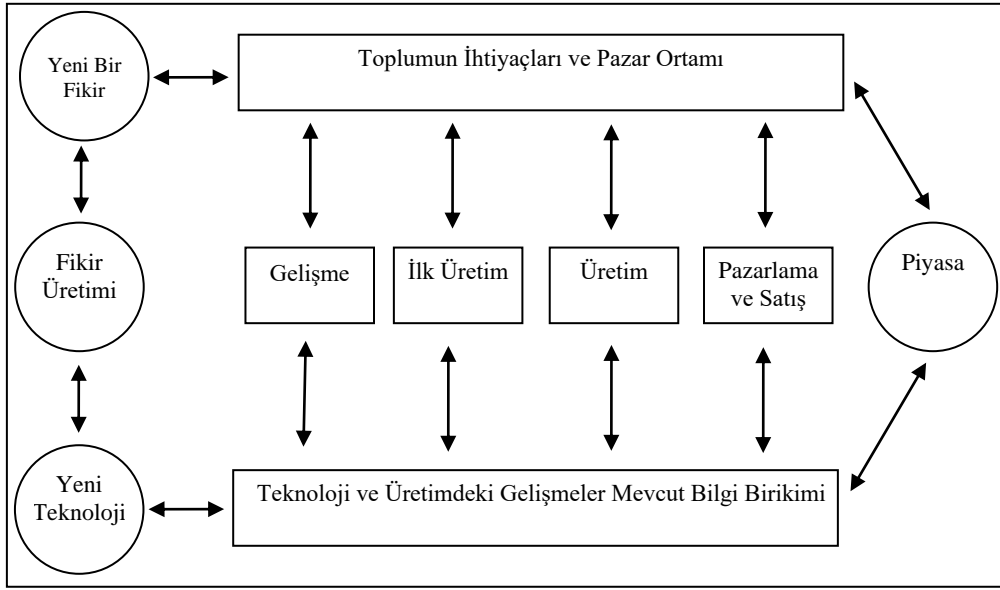 Yeni Bir
Fikir
Toplumun İhtiyaçları ve Pazar Ortamı
Fikir
Üretimi
Gelişme
İlk Üretim
Üretim
Pazarlama
ve Satış
Piyasa
Yeni
Teknoloji
Teknoloji ve Üretimdeki Gelişmeler Mevcut Bilgi Birikimi